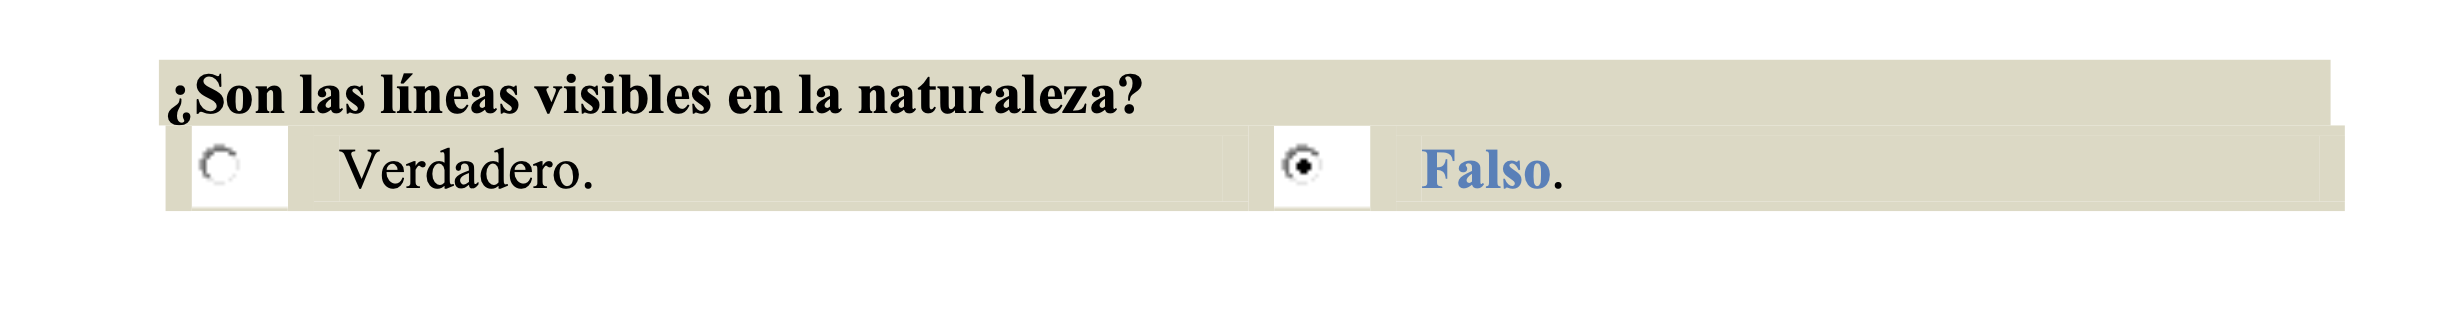 ¿Son las líneas visibles en la naturaleza?
Verdadero. Falso.